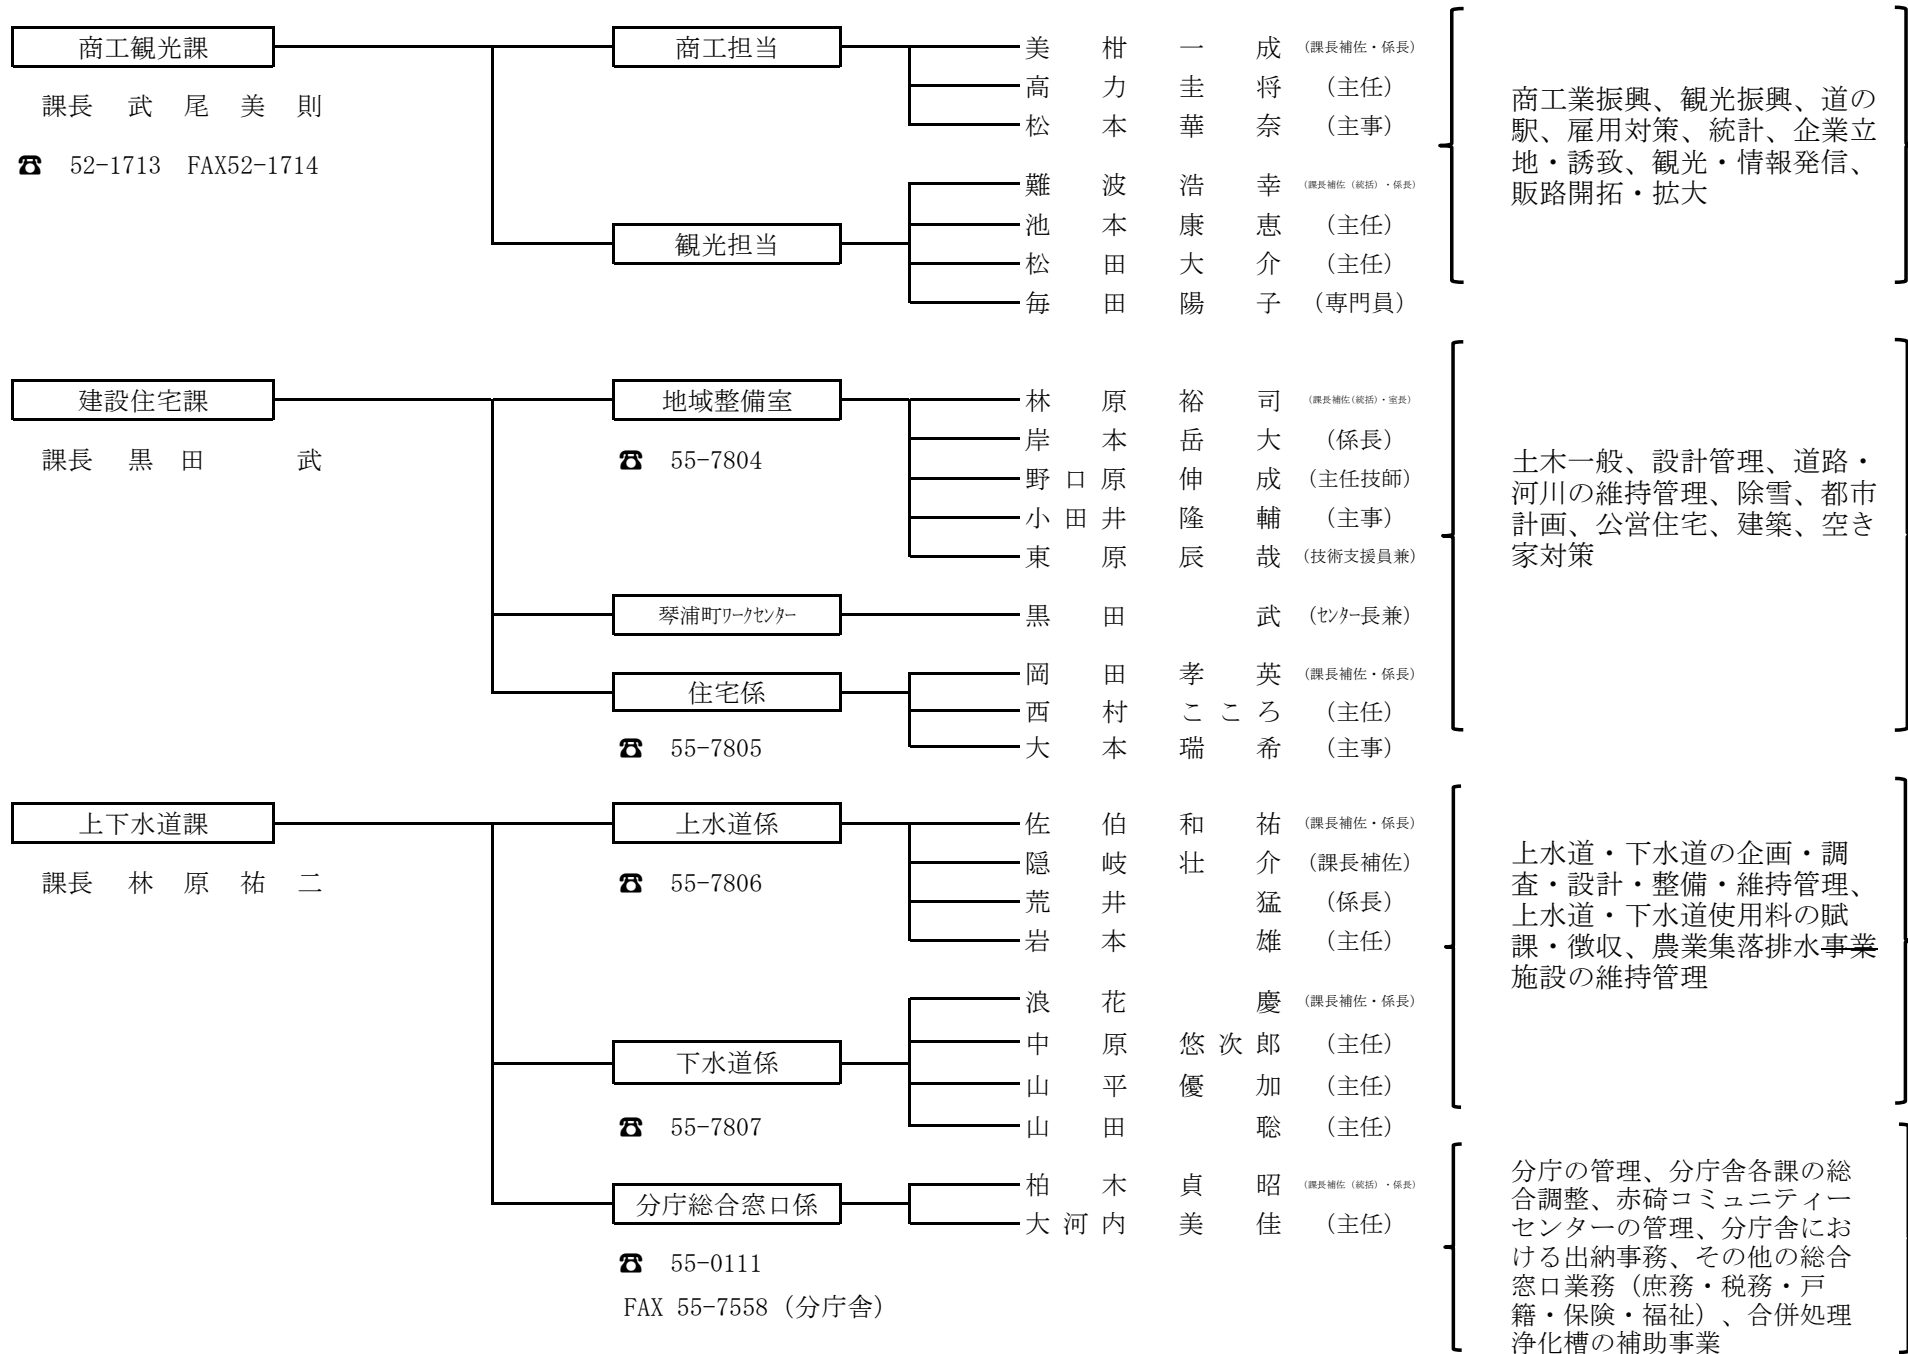 商工観光課
課長 武尾美則
☎ 52-1713 FAX52-1714
商工担当
美柑一成 (課長補佐・係長)
高力圭将 (主任)
松本華奈 (主事)
観光担当
難波浩幸 (課長補佐(統括)・係長)
池本康恵 (主任)
松田大介 (主任)
毎田陽子 (専門員)
商工業振興、観光振興、道の
駅、雇用対策、統計、企業立
地・誘致、観光・情報発信、
販路開拓・拡大
建設住宅課
課長 黒田 武
地域整備室
☎ 55-7804
林原裕司 (課長補佐(統括)・室長)
岸本岳大 (係長)
野口原伸成 (主任技師)
小田井隆輔 (主事)
東原辰哉 (技術支援員兼)
琴浦町ワークセンター
黒田 武 (センター長兼)
住宅係
☎ 55-7805
岡田孝英 (課長補佐・係長)
西村こころ (主任)
大本瑞希 (主事)
土木一般、設計管理、道路・
河川の維持管理、除雪、都市
計画、公営住宅、建築、空き
家対策
上下水道課
課長 林原祐二
上水道係
☎ 55-7806
佐伯和祐 (課長補佐・係長)
隠岐壮介 (課長補佐)
荒井 猛 (係長)
岩本 雄 (主任)
下水道係
☎ 55-7807
浪花 慶 (課長補佐・係長)
中原悠次郎 (主任)
山平優加 (主任)
山田 聡 (主任)
上水道・下水道の企画・調
査・設計・整備・維持管理、
上水道・下水道使用料の賦
課・徴収、農業集落排水事業
施設の維持管理
分庁総合窓口係
☎ 55-0111
FAX 55-7558（分庁舎）
柏木貞昭 (課長補佐(統括)・係長)
大河内美佳 (主任)
分庁の管理、分庁舎各課の総
合調整、赤碕コミュニティー
センターの管理、分庁舎にお
ける出納事務、その他の総合
窓口業務（庶務・税務・戸
籍・保険・福祉）、合併処理
浄化槽の補助事業